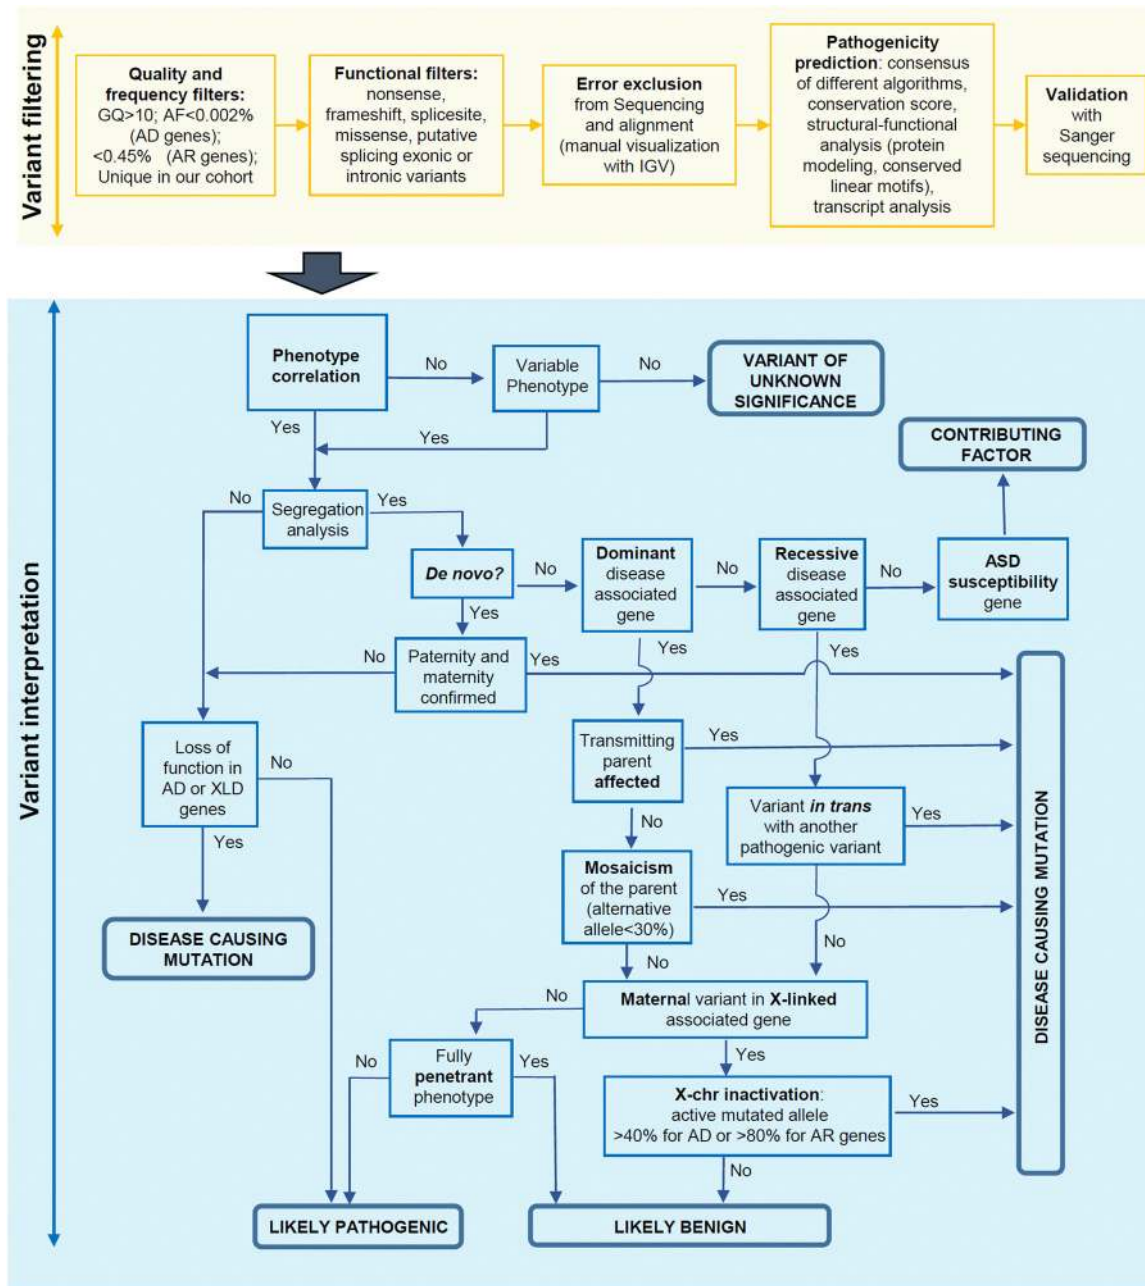 Variant filtering
Quality and
frequency filters:
GQ>10; AF<0.002%
(AD genes);
<0.45% (AR genes);
Unique in our cohort
Functional filters:
nonsense,
frameshift, splicesite,
missense, putative
splicing exonic or
intronic variants
Error exclusion
from Sequencing
and alignment
(manual visualization
with IGV)
Pathogenicity
prediction: consensus
of different algorithms,
conservation score,
structural-functional
analysis (protein
modeling, conserved
linear motifs),
transcript analysis
Validation
with
Sanger
sequencing
Variant interpretation
Phenotype
correlation
No
Variable
Phenotype
No
VARIANT OF
UNKNOWN
SIGNIFICANCE
Yes
Yes
CONTRIBUTING
FACTOR
No
Segregation
analysis
Yes
De novo?
No
Dominant
disease
associated
gene
No
Recessive
disease
associated
gene
No
ASD
susceptibility
gene
Yes
No
Paternity and
maternity
confirmed
Yes
Yes
Yes
Loss of
function in
AD or XLD
genes
No
Transmitting
parent
affected
Yes
Variant in trans
with another
pathogenic variant
Yes
Yes
No
Mosaicism
of the parent
(alternative
allele<30%)
Yes
DISEASE CAUSING
MUTATION
No
No
DISEASE CAUSING MUTATION
Maternal variant in X-linked
associated gene
No
Yes
No
Fully
penetrant
phenotype
Yes
X-chr inactivation:
active mutated allele
>40% for AD or >80% for AR genes
Yes
No
LIKELY PATHOGENIC
LIKELY BENIGN